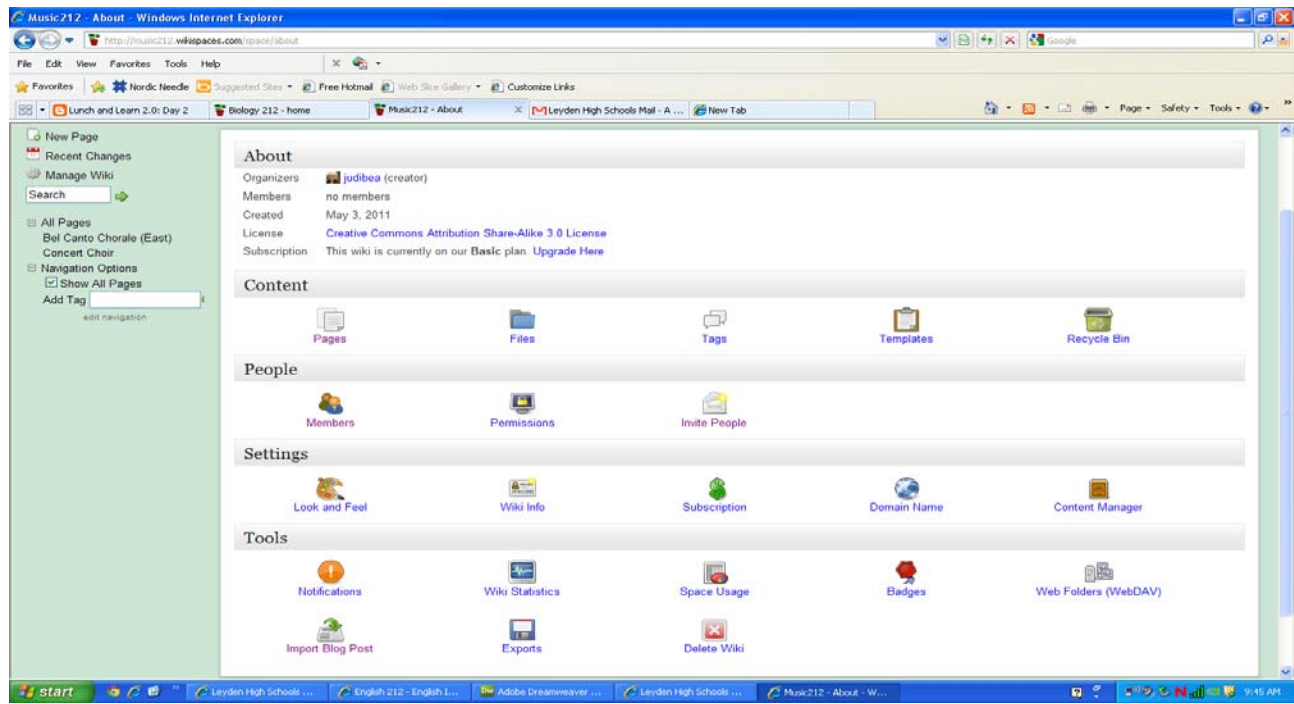 Music212 - About - Windows Internet Explorer
http://music212.wikispaces.com/space/about
Google
File Edit View Favorites Tools Help
Favorites Nordic Needle Suggested Sites Free Hotmail Web Slice Gallery Customize Links
Lunch and Learn 2.0: Day 2 Biology 212 - home Music212 - About Leyden High Schools Mail - A ... New Tab Page Safety Tools
New Page
Recent Changes
Manage Wiki
Search
All Pages
Bel Canto Chorale (East)
Concert Choir
Navigation Options
Show All Pages
Add Tag
edit navigation
About
Organizers judibea (creator)
Members no members
Created May 3, 2011
License Creative Commons Attribution Share-Alike 3.0 License
Subscription This wiki is currently on our Basic plan. Upgrade Here
Content
Pages Files Tags Templates Recycle Bin
People
Members Permissions Invite People
Settings
Look and Feel Wiki Info Subscription Domain Name Content Manager
Tools
Notifications Wiki Statistics Space Usage Badges Web Folders (WebDAV)
Import Blog Post Exports Delete Wiki
start Leyden High Schools ... English 212 - English 1... Adobe Dreamweaver ... Leyden High Schools ... Music212 - About - W... 9:45 AM